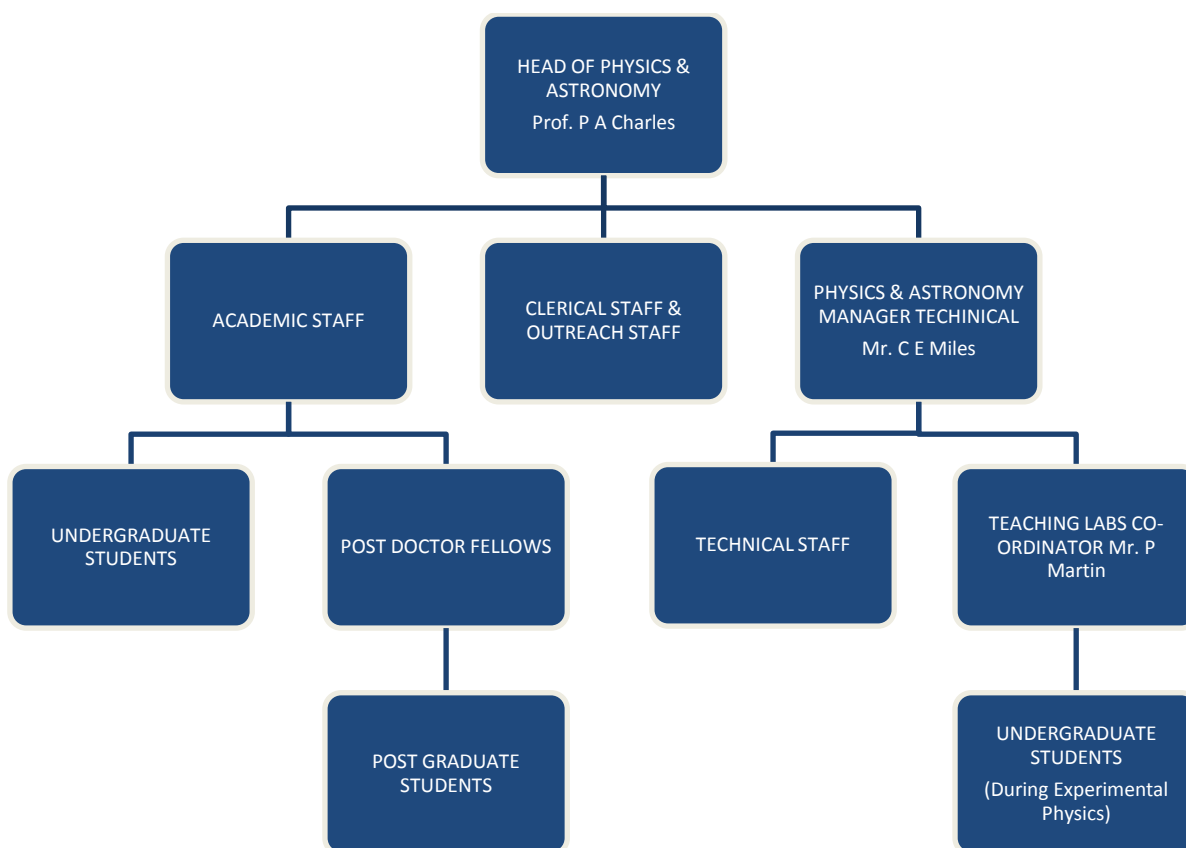 HEAD OF PHYSICS &
ASTRONOMY
Prof. P A Charles
ACADEMIC STAFF
CLERICAL STAFF &
OUTREACH STAFF
PHYSICS & ASTRONOMY
MANAGER TECHINICAL
Mr. C E Miles
UNDERGRADUATE
STUDENTS
POST DOCTOR FELLOWS
TECHNICAL STAFF
TEACHING LABS CO-
ORDINATOR Mr. P
Martin
POST GRADUATE
STUDENTS
UNDERGRADUATE
STUDENTS
(During Experimental
Physics)